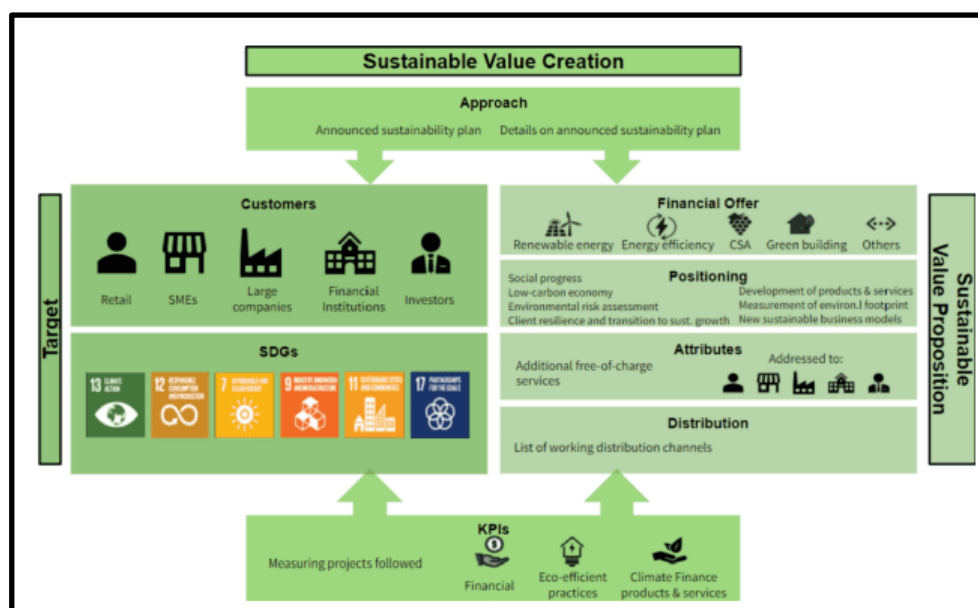 Sustainable Value Creation
Approach
Announced sustainability plan Details on announced sustainability plan
Target
Customers
Retail
SMEs
Large
companies
Financial
Institutions
Investors
SDGs
13 CLIMATE
ACTION
12 RESPONSIBLE
CONSUMPTION
AND PRODUCTION
7 AFFORDABLE AND
CLEAN ENERGY
9 INDUSTRY, INNOVATION
AND INFRASTRUCTURE
11 SUSTAINABLE CITIES
AND COMMUNITIES
17 PARTNERSHIPS
FOR THE GOALS
Sustainable
Value Proposition
Financial Offer
Renewable energy
Energy efficiency
CSA
Green building
Others
Positioning
Social progress
Low-carbon economy
Environmental risk assessment
Client resilience and transition to sust. growth
Development of products & services
Measurement of environ.l footprint
New sustainable business models
Attributes
Additional free-of-charge
services
Addressed to:
Distribution
List of working distribution channels
KPIs
Measuring projects followed
$
Financial
Eco-efficient
practices
Climate Finance
products & services